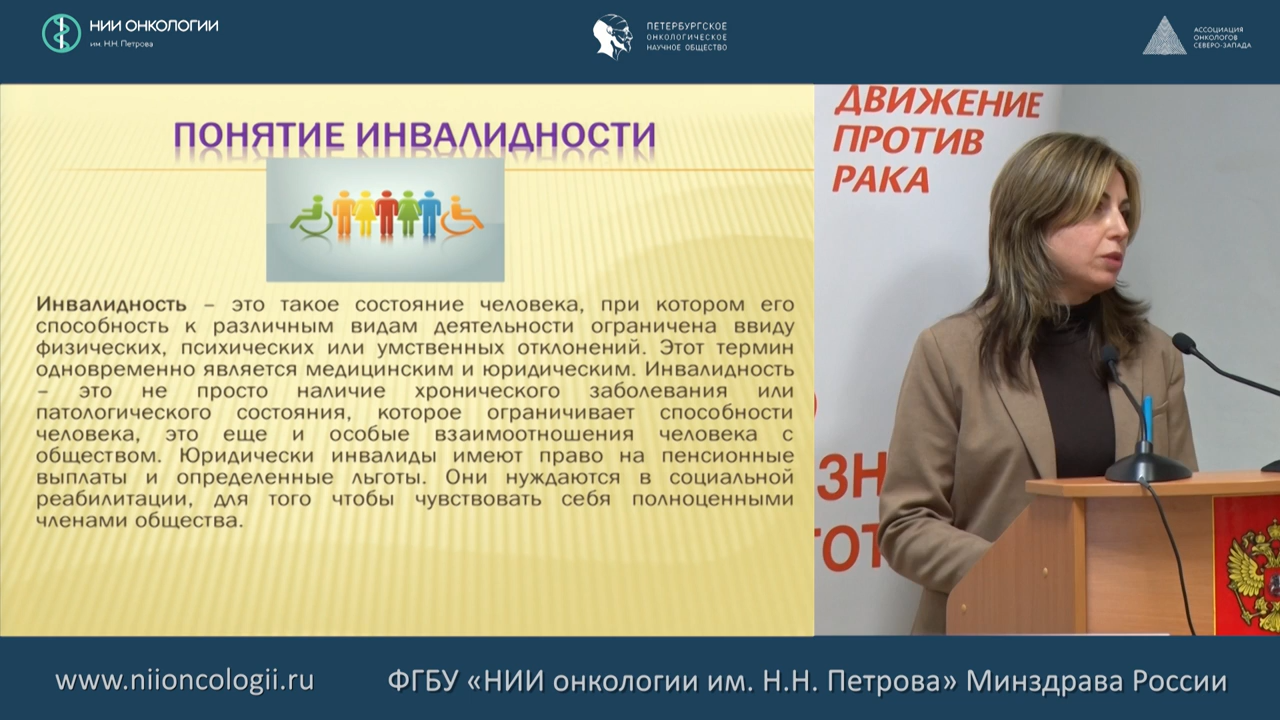 НИИ ОНКОЛОГИИ
им. Н.Н. Петрова
ПЕТЕРБУРГСКОЕ
ОНКОЛОГИЧЕСКОЕ
НАУЧНОЕ ОБЩЕСТВО
АССОЦИАЦИЯ
ОНКОЛОГОВ
СЕВЕРО-ЗАПАДА
ПОНЯТИЕ ИНВАЛИДНОСТИ
Инвалидность – это такое состояние человека, при котором его
способность к различным видам деятельности ограничена ввиду
физических, психических или умственных отклонений. Этот термин
одновременно является медицинским и юридическим. Инвалидность
– это не просто наличие хронического заболевания или
патологического состояния, которое ограничивает способности
человека, это еще и особые взаимоотношения человека с
обществом. Юридически инвалиды имеют право на пенсионные
выплаты и определенные льготы. Они нуждаются в социальной
реабилитации, для того чтобы чувствовать себя полноценными
членами общества.
ДВИЖЕНИЕ
ПРОТИВ
РАКА
www.niioncologii.ru
ФГБУ «НИИ онкологии им. Н.Н. Петрова» Минздрава России